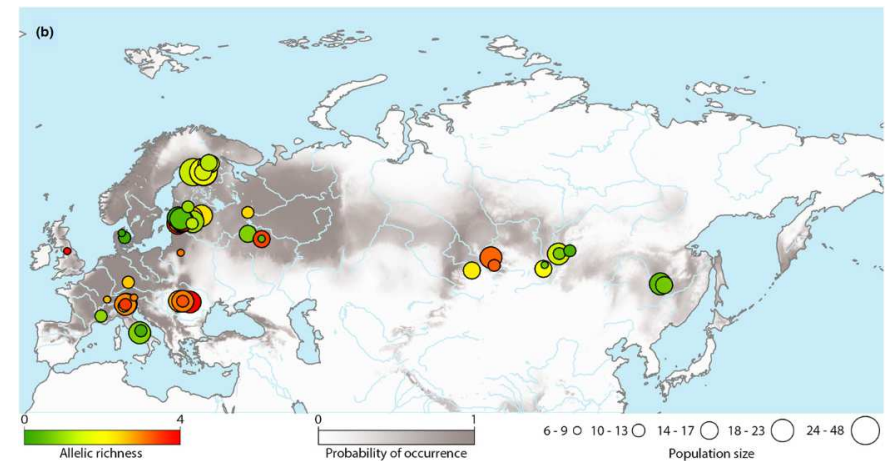 (b)
0 4
Allelic richness
0 1
Probability of occurrence
6 - 9 10 - 13 14 - 17 18 - 23 24 - 48
Population size